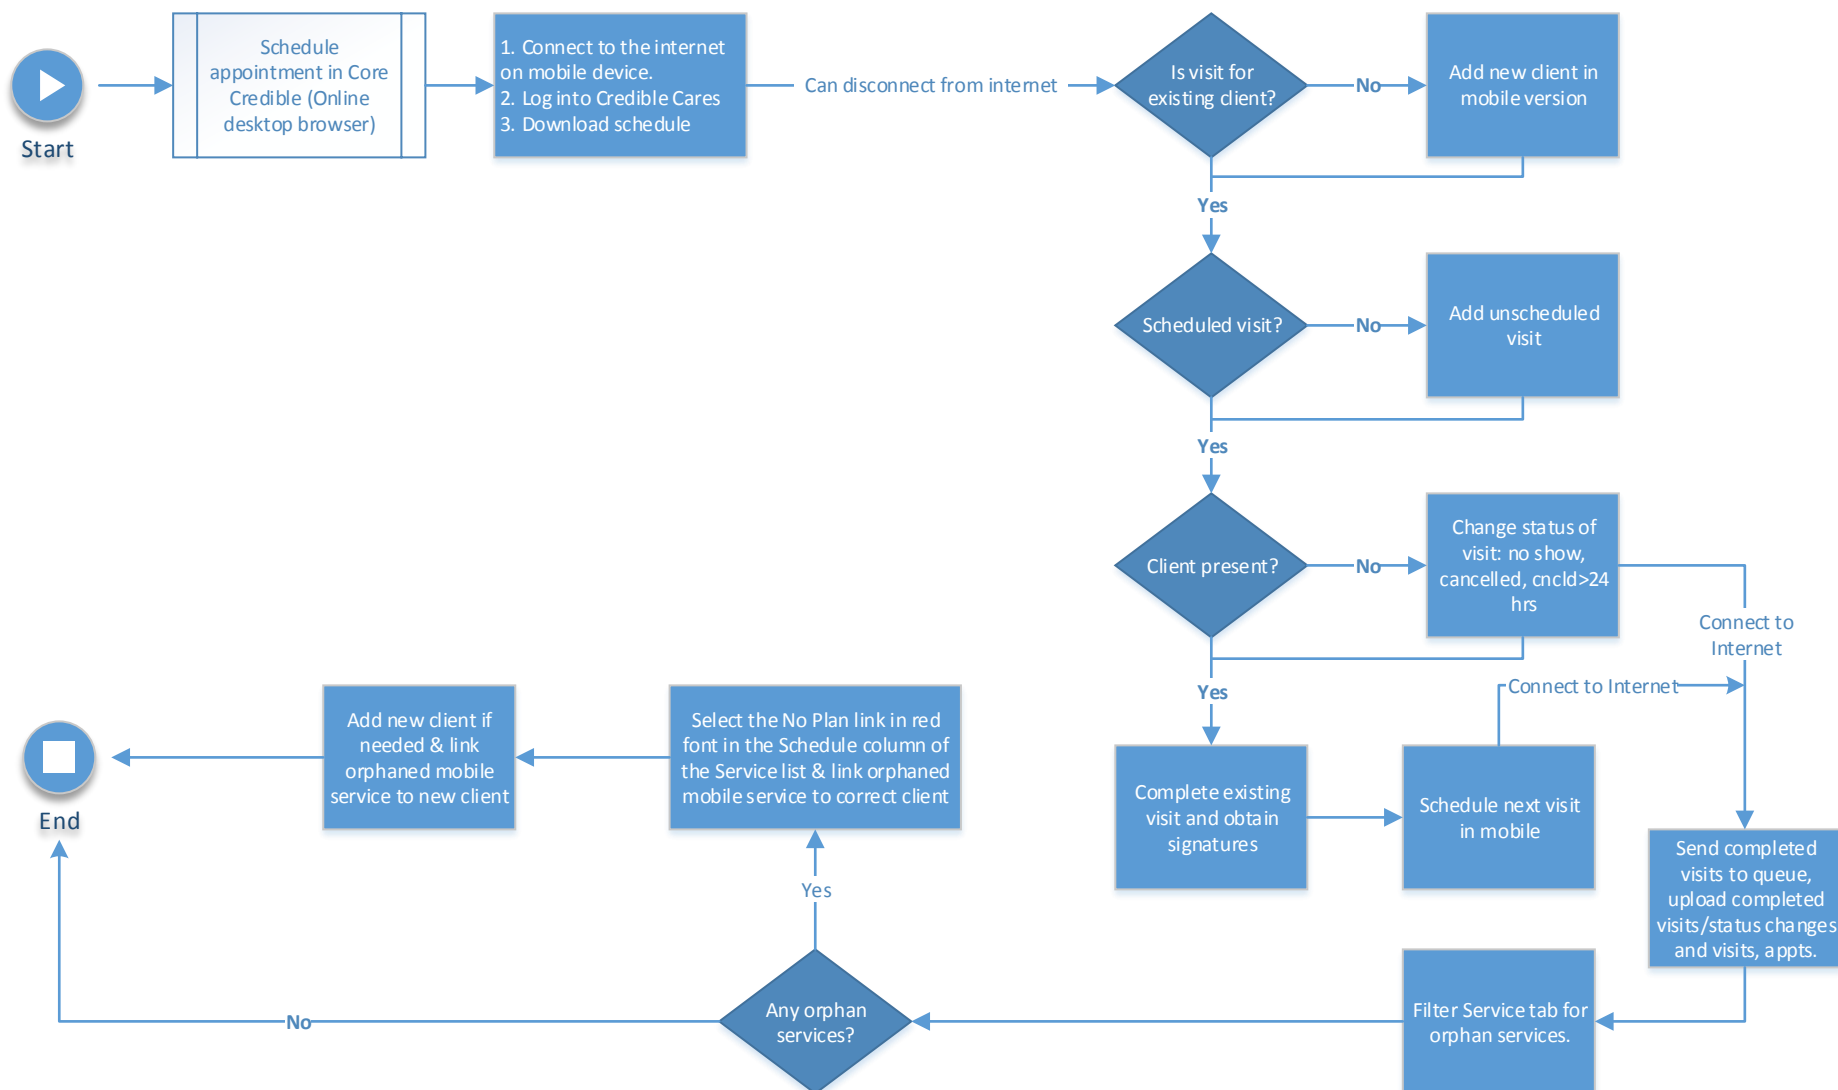 Start
Schedule
appointment in Core
Credible (Online
desktop browser)
1. Connect to the internet
on mobile device.
2. Log into Credible Cares
3. Download schedule
Can disconnect from internet
Is visit for
existing client?
No
Add new client in
mobile version
Yes
Scheduled visit?
No
Add unscheduled
visit
Yes
Client present?
No
Change status of
visit: no show,
cancelled, cncld>24
hrs
Connect to
Internet
Yes
Connect to Internet
Complete existing
visit and obtain
signatures
Schedule next visit
in mobile
Send completed
visits to queue,
upload completed
visits/status changes
and visits, appts.
Filter Service tab for
orphan services.
Any orphan
services?
Yes
Select the No Plan link in red
font in the Schedule column of
the Service list & link orphaned
mobile service to correct client
Add new client if
needed & link
orphaned mobile
service to new client
No
End